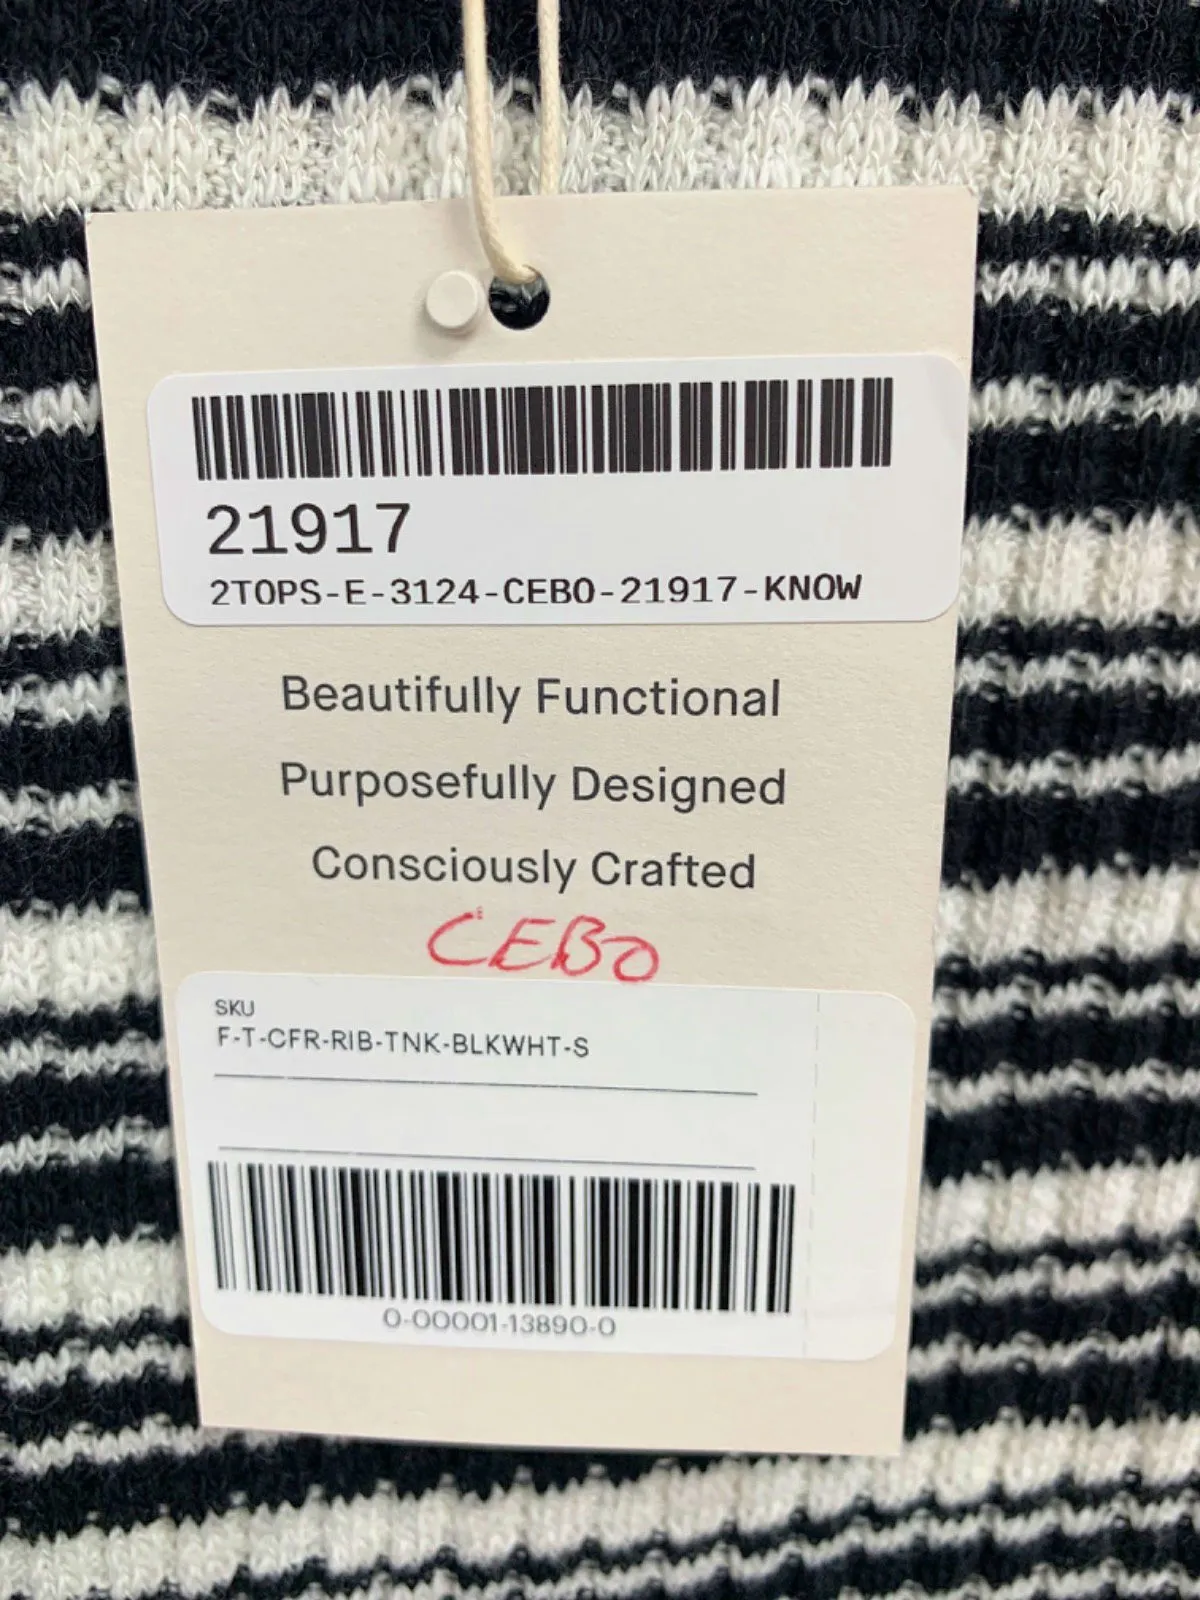 21917
2TOPS-E-3124-CEBO-21917-KNOW
Beautifully Functional
Purposefully Designed
Consciously Crafted
CEBO
SKU
F-T-CFR-RIB-TNK-BLKWHT-S
0-00001-13890-0